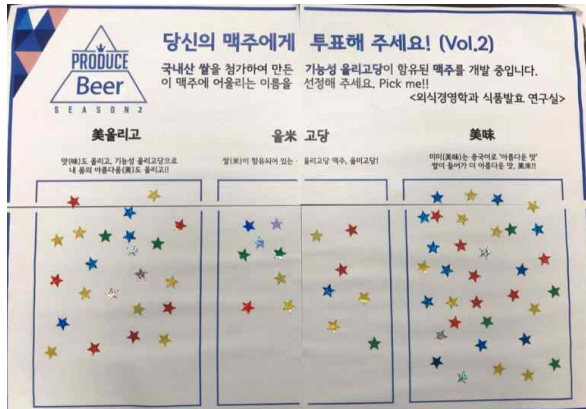 PRODUCE
Beer
SEASON2
당신의 맥주에게 투표해 주세요! (Vol.2)
국내산 쌀을 첨가하여 만든 기능성 올리고당이 함유된 맥주를 개발 중입니다.
이 맥주에 어울리는 이름을 선정해 주세요. Pick me!!
<외식경영학과 식품발효 연구실>
美올리고
맛(味)도 올리고, 기능성 올리고당으로
내 몸의 아름다움(美)도 올리고!!
올米고당
쌀(米)이 함유되어 있는 올리고당 맥주, 올미고당!
美味
미미(美味)는 중국어로 '아름다운 맛'
쌀이 들어가 더 아름다운 맛, 美米!!